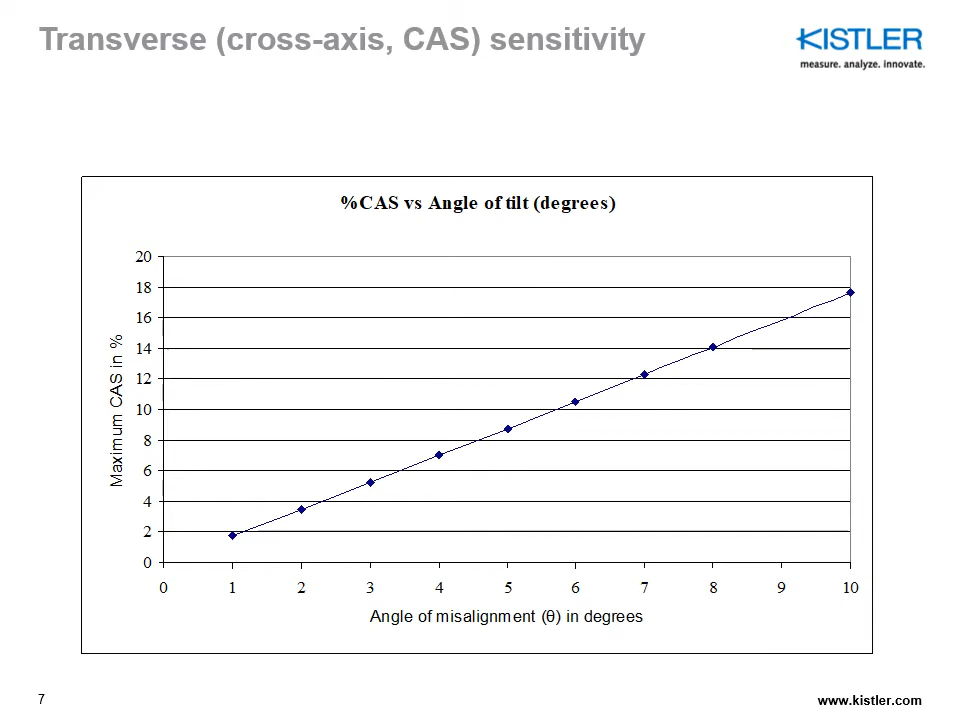 Transverse (cross-axis, CAS) sensitivity
KISTLER
measure. analyze. innovate.
%CAS vs Angle of tilt (degrees)
Maximum CAS in %
20
18
16
14
12
10
8
6
4
2
0
0 1 2 3 4 5 6 7 8 9 10
Angle of misalignment (θ) in degrees
7
www.kistler.com